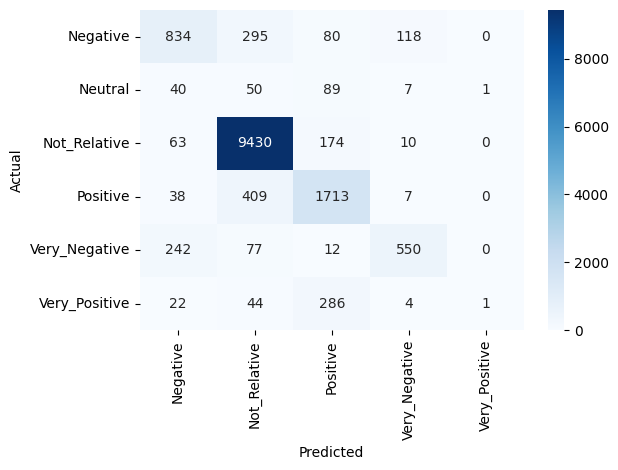 Negative 834 295 80 118 0
Neutral 40 50 89 7 1
Not_Relative 63 9430 174 10 0
Positive 38 409 1713 7 0
Very_Negative 242 77 12 550 0
Very_Positive 22 44 286 4 1
Actual
Negative
Not_Relative
Positive
Very_Negative
Very_Positive
Predicted
8000
6000
4000
2000
0